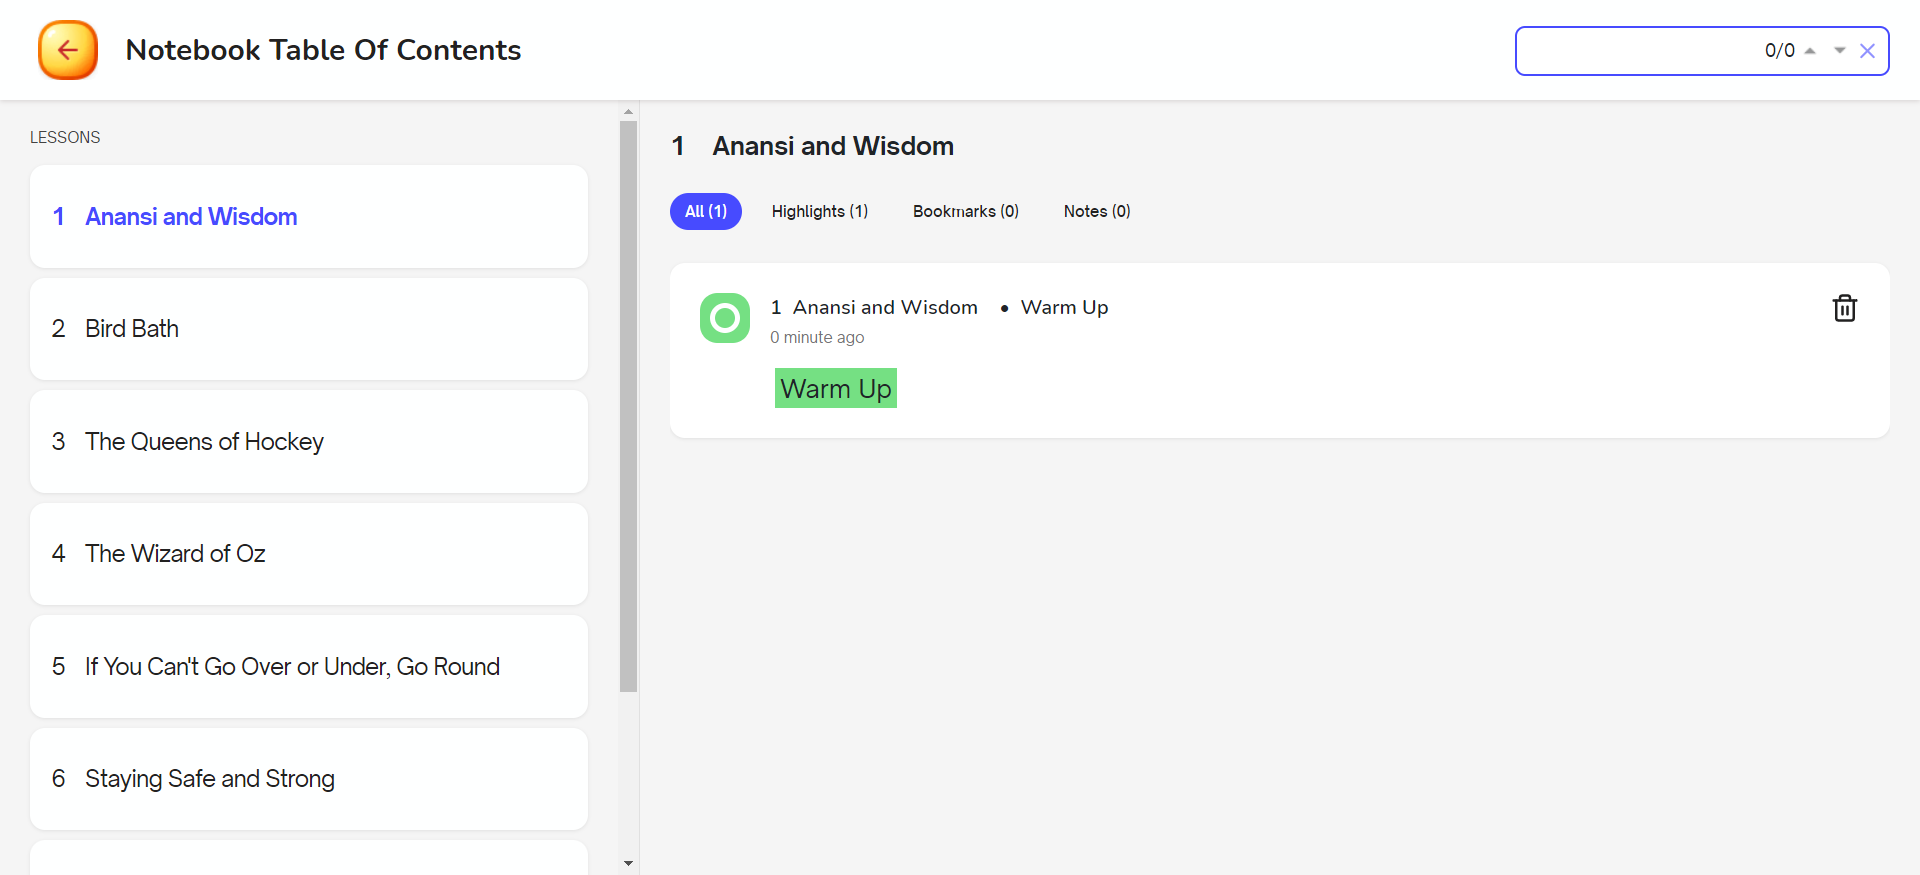 Notebook Table Of Contents
0/0
LESSONS
1 Anansi and Wisdom
2 Bird Bath
3 The Queens of Hockey
4 The Wizard of Oz
5 If You Can't Go Over or Under, Go Round
6 Staying Safe and Strong
1 Anansi and Wisdom
All (1) Highlights (1) Bookmarks (0) Notes (0)
1 Anansi and Wisdom • Warm Up
0 minute ago
Warm Up